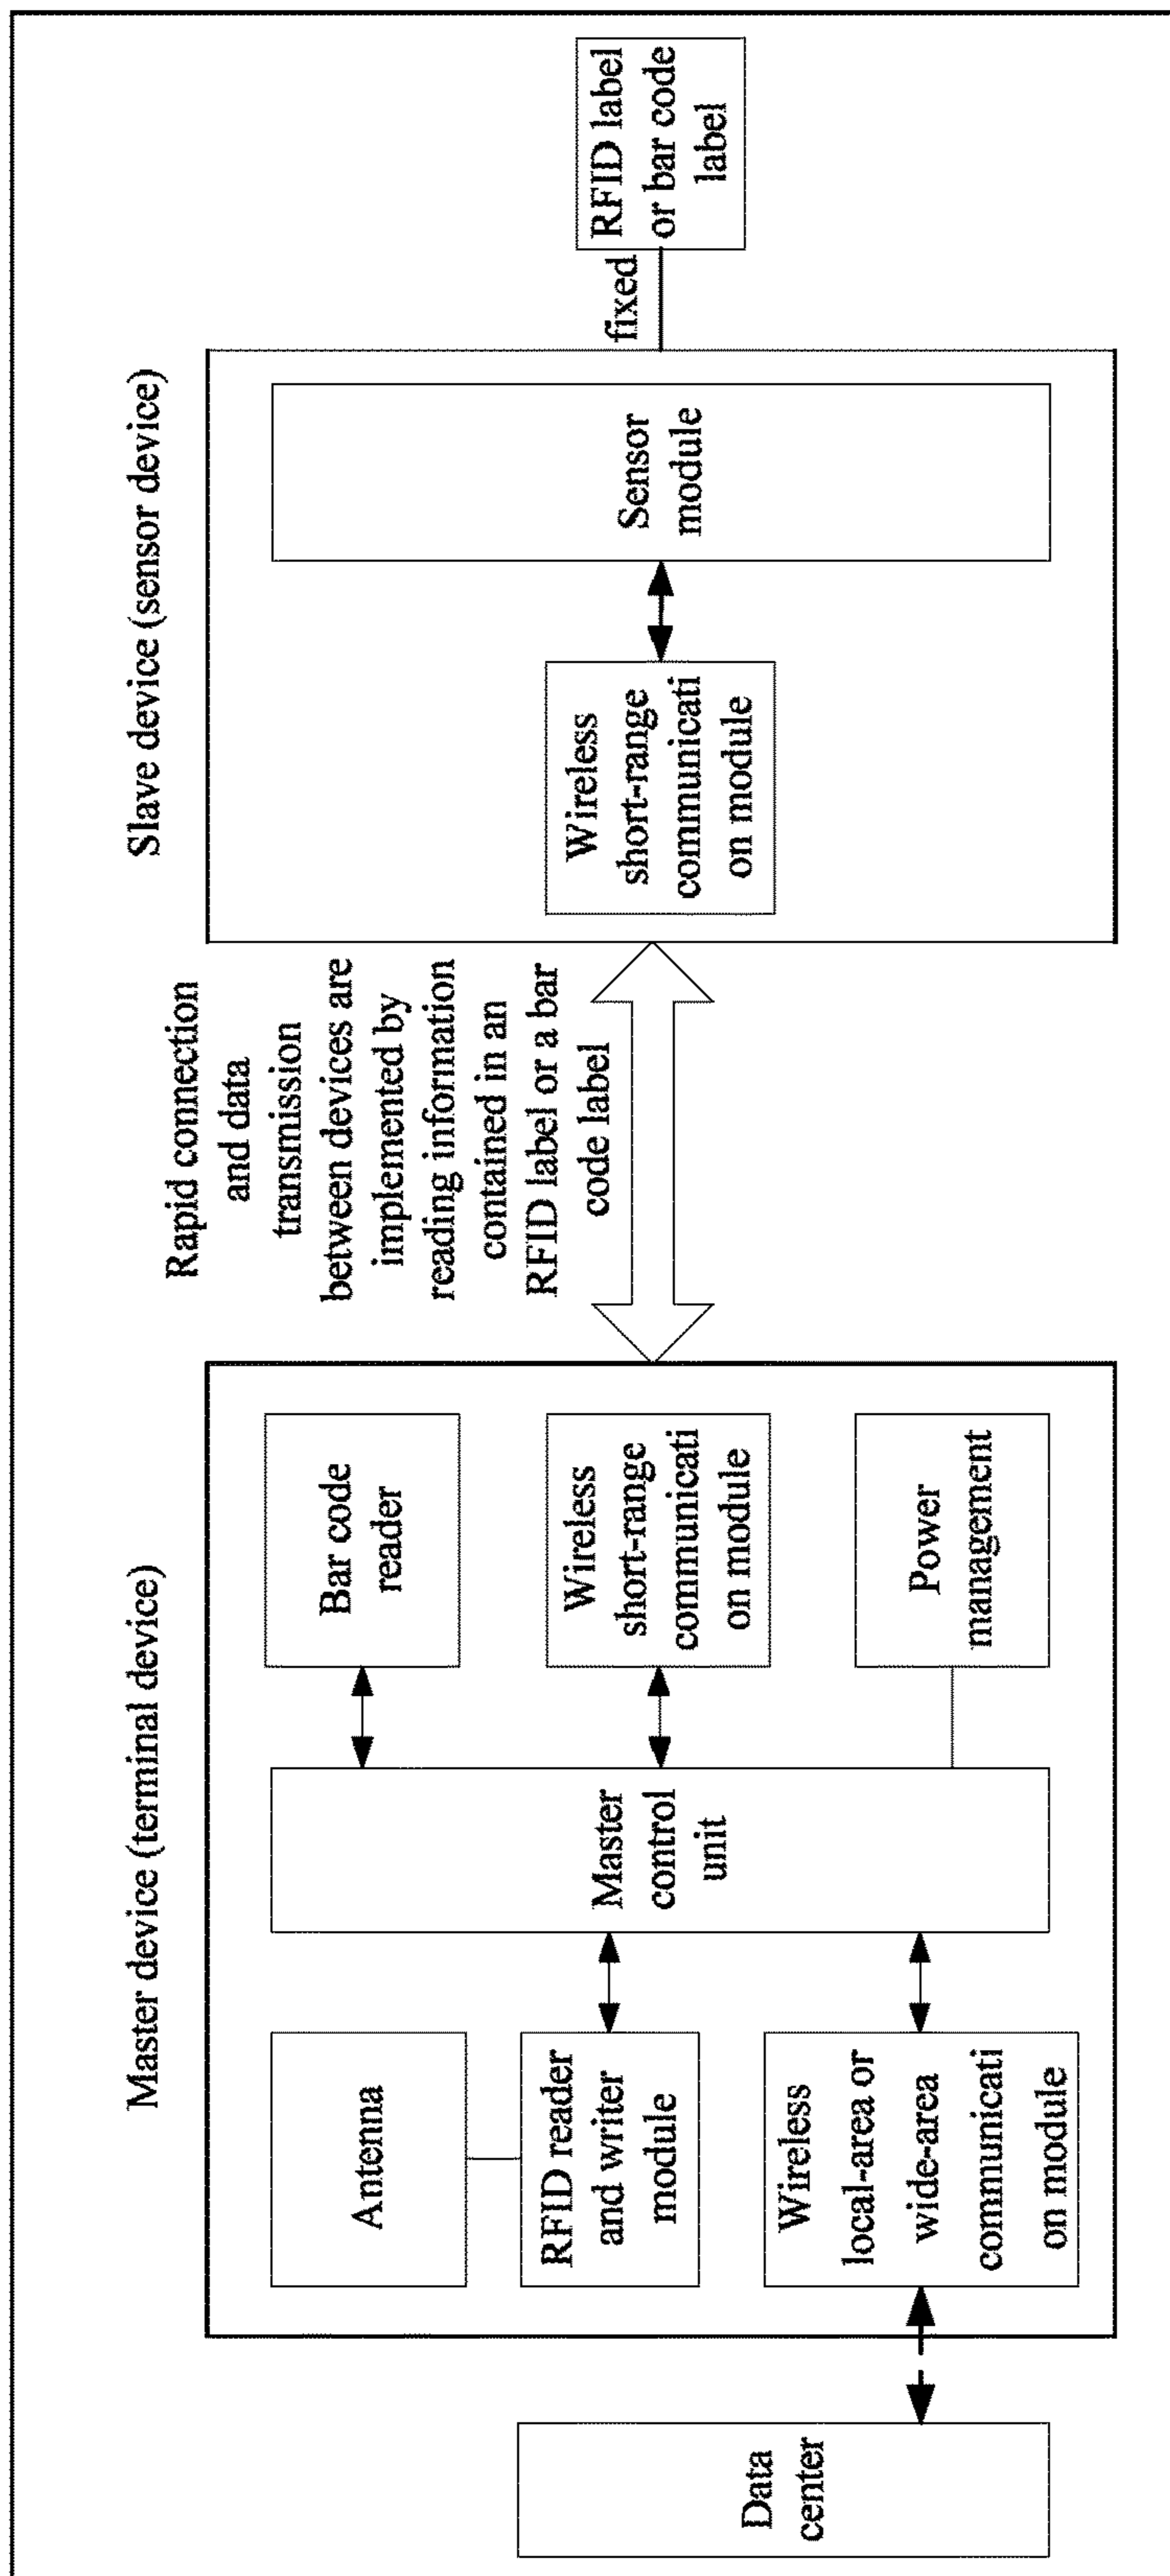 Master device (terminal device)
Slave device (sensor device)
Data
center
Antenna
RFID reader
and writer
module
Wireless
local-area or
wide-area
communicati
on module
Master
control
unit
Bar code
reader
Wireless
short-range
communicati
on module
Power
management
Rapid connection
and data
transmission
between devices are
implemented by
reading information
contained in an
RFID label or a bar
code label
Wireless
short-range
communicati
on module
Sensor
module
fixed
RFID label
or bar code
label